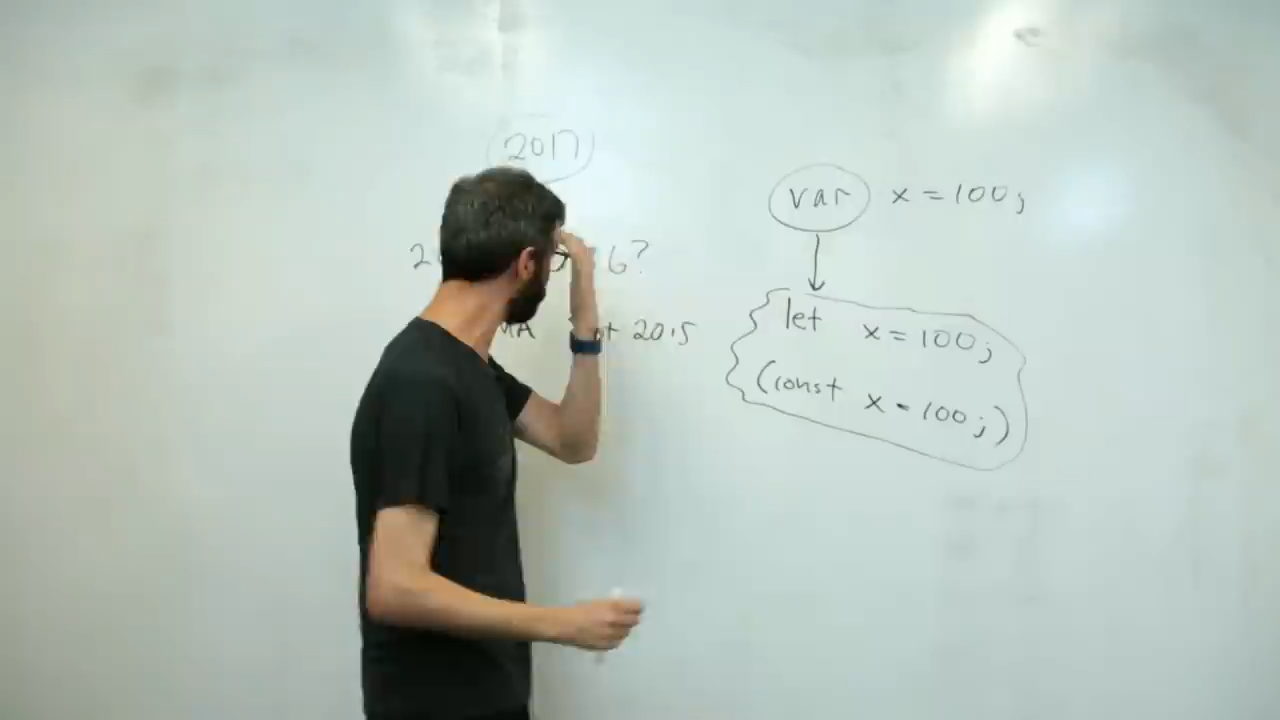 2017
6?
2015
var x = 100;
let x = 100;
(const x = 100;)